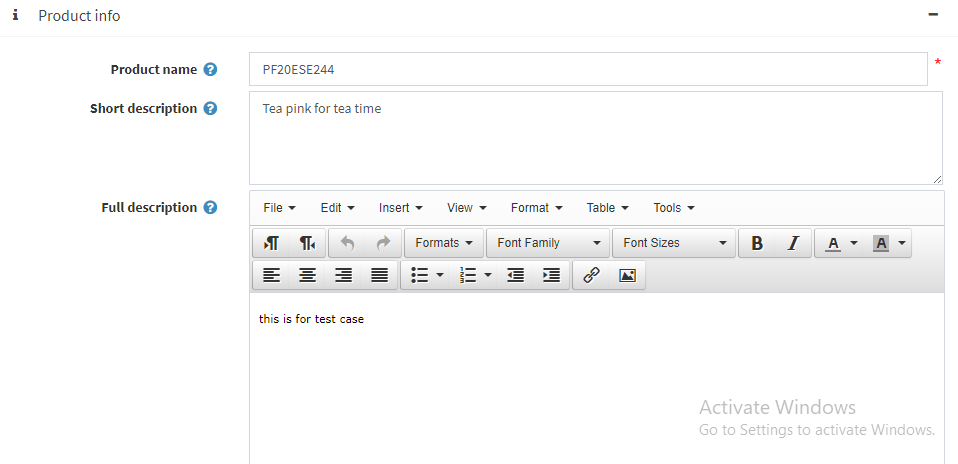 Product info
Product name
PF20ESE244
*
Short description
Tea pink for tea time
Full description
File Edit Insert View Format Table Tools
Formats Font Family Font Sizes B I A A
this is for test case
Activate Windows
Go to Settings to activate Windows.